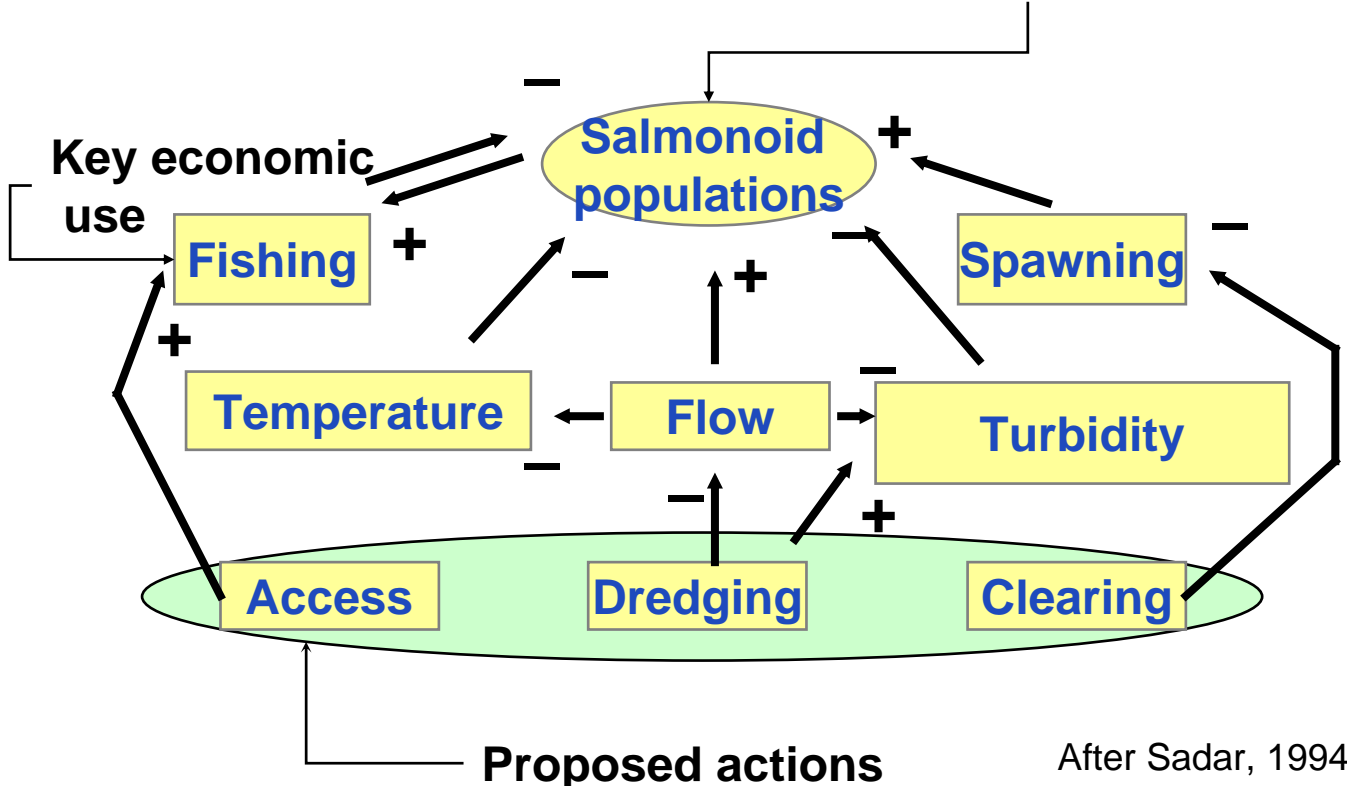 –
Salmonoid
populations
+
Key economic
use
Fishing
+
–
+
–
Spawning
–
+
Temperature
–
Flow
–
Turbidity
–
+
Access
Dredging
Clearing
Proposed actions
After Sadar, 1994